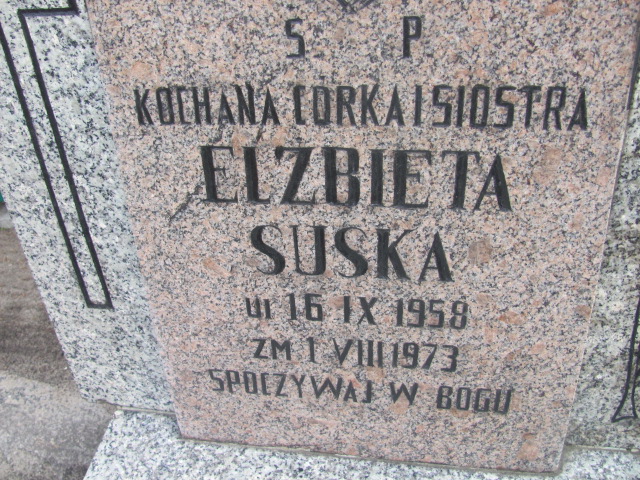 S P
KOCHANA CORKA I SIOSTRA
ELZBIETA
SUSKA
UR 16 IX 1958
ZM 1 VIII 1973
SPOCZYWAJ W BOGU